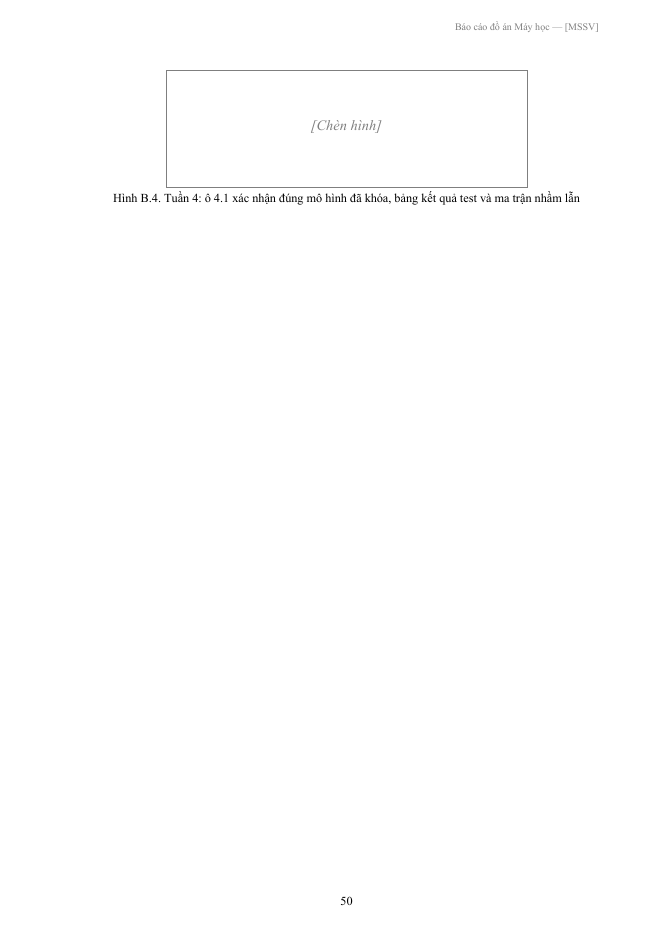 Báo cáo đồ án Máy học — [MSSV]
[Chèn hình]
Hình B.4. Tuần 4: ô 4.1 xác nhận đúng mô hình đã khóa, bảng kết quả test và ma trận nhầm lẫn
50